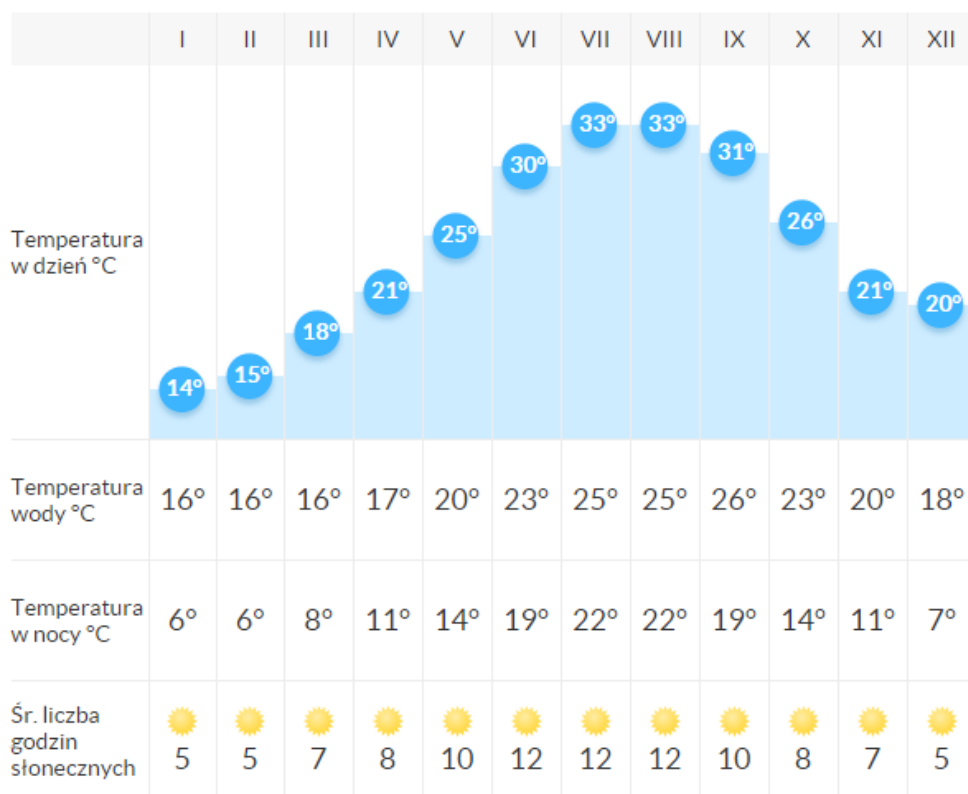 I II III IV V VI VII VIII IX X XI XII
33° 33°
31°
30°
26°
25°
21° 21°
20°
18°
15°
14°
Temperatura
w dzień °C
Temperatura
wody °C
16° 16° 16° 17° 20° 23° 25° 25° 26° 23° 20° 18°
Temperatura
w nocy °C
6° 6° 8° 11° 14° 19° 22° 22° 19° 14° 11° 7°
Śr. liczba
godzin
słonecznych
5 5 7 8 10 12 12 12 10 8 7 5